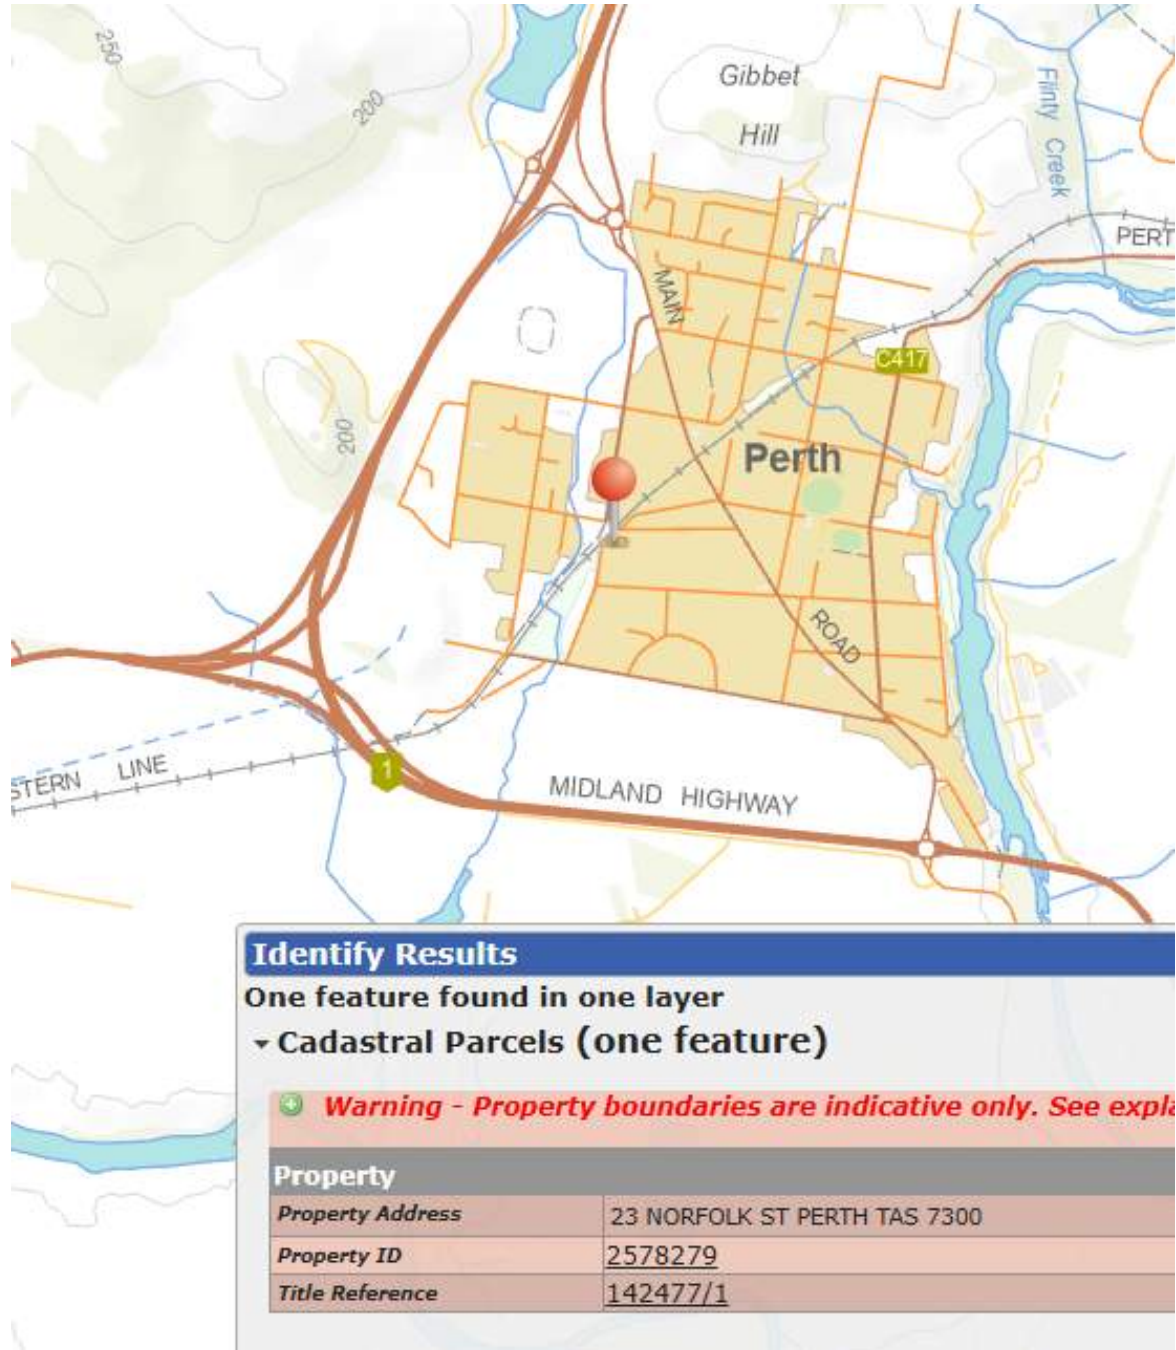 250
200
Gibbet
Hill
Flinty Creek
PERT
MAIN
C417
200
Perth
ROAD
STERN LINE
1
MIDLAND HIGHWAY
Identify Results
One feature found in one layer
Cadastral Parcels (one feature)
Warning - Property boundaries are indicative only. See expla
Property
Property Address 23 NORFOLK ST PERTH TAS 7300
Property ID 2578279
Title Reference 142477/1